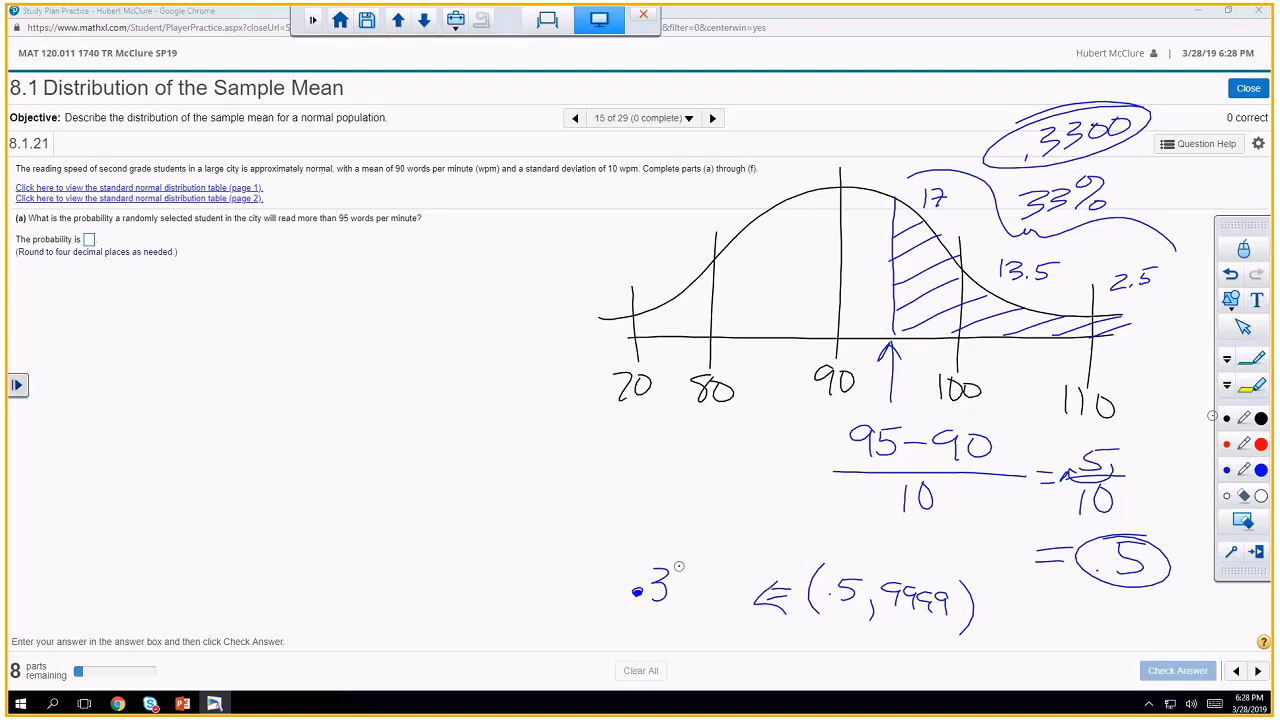 Study Plan Practice - Hubert McClure - Google Chrome
https://www.mathxl.com/Student/PlayerPractice.aspx?closeUrl=S
&filter=0&centerwin=yes
MAT 120.011 1740 TR McClure SP19
Hubert McClure
3/28/19 6:28 PM
8.1 Distribution of the Sample Mean
Close
Objective: Describe the distribution of the sample mean for a normal population.
15 of 29 (0 complete)
0 correct
8.1.21
Question Help
The reading speed of second grade students in a large city is approximately normal, with a mean of 90 words per minute (wpm) and a standard deviation of 10 wpm. Complete parts (a) through (f).
Click here to view the standard normal distribution table (page 1).
Click here to view the standard normal distribution table (page 2).
(a) What is the probability a randomly selected student in the city will read more than 95 words per minute?
The probability is
(Round to four decimal places as needed.)
.3300
33%
17
13.5
2.5
70 80 90 100 110
95-90
10
= 5
10
= .5
.3 ⇐ (.5, 9999)
T
Enter your answer in the answer box and then click Check Answer.
?
8 parts
remaining
Clear All
Check Answer
6:28 PM
3/28/2019